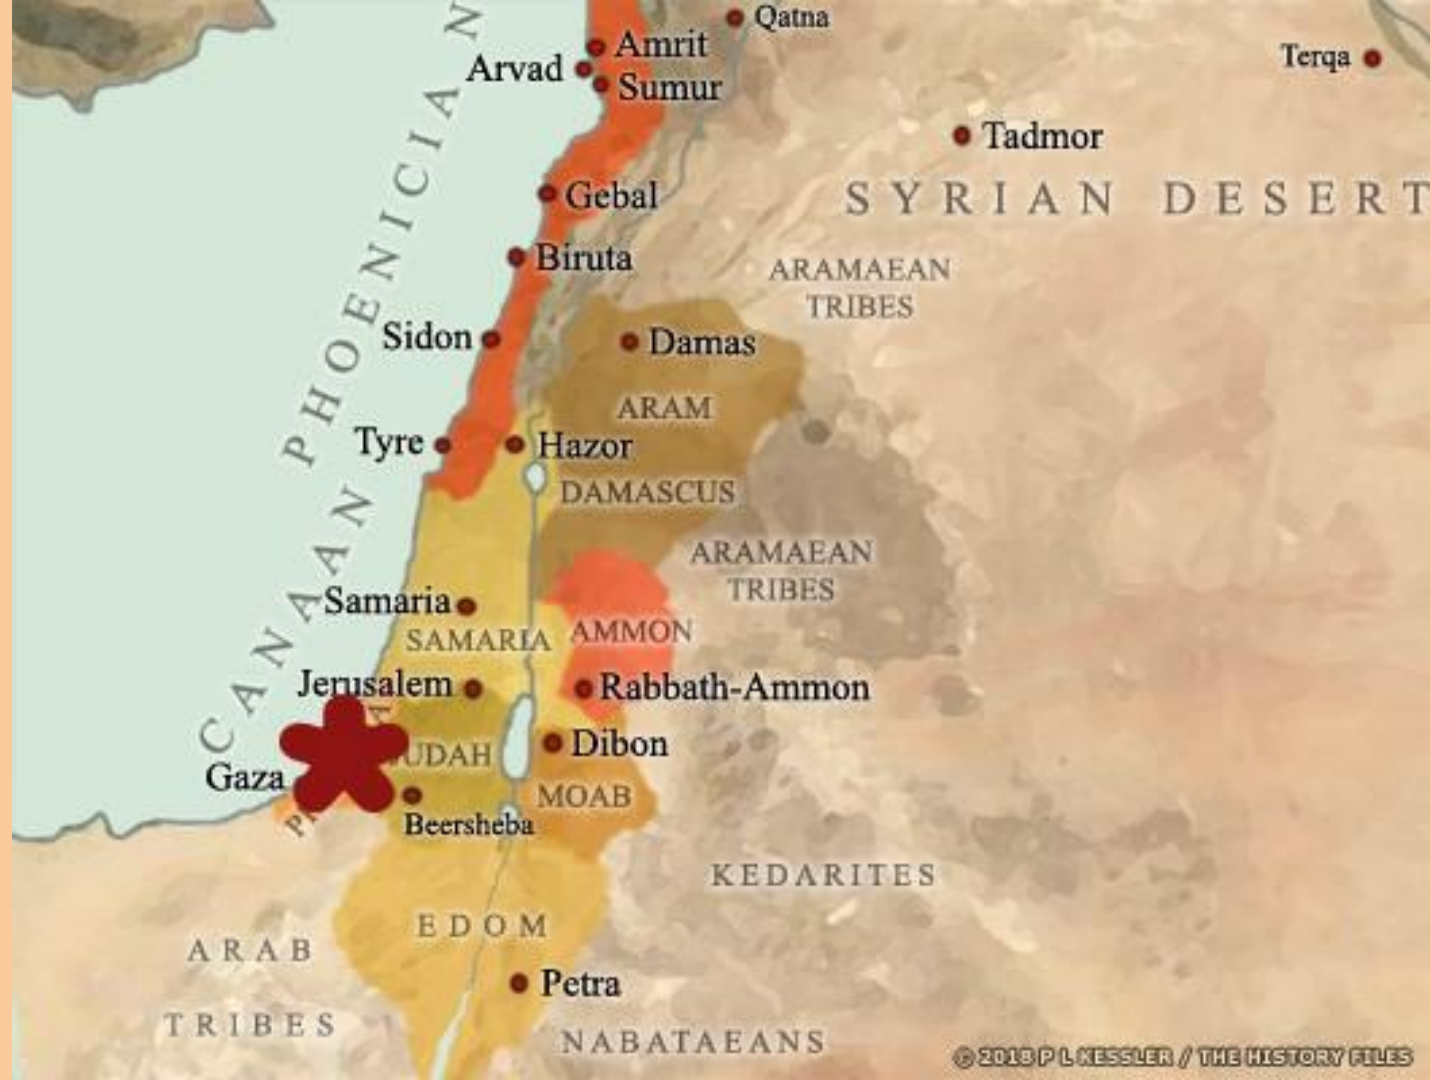 Qatna
Amrit
Arvad
Sumur
Terqa
Tadmor
SYRIAN DESERT
Gebal
Biruta
ARAMAEAN
TRIBES
PHOENICIAN
Sidon
Damas
ARAM
Tyre
Hazor
DAMASCUS
CANAAN
ARAMAEAN
TRIBES
Samaria
SAMARIA
AMMON
Jerusalem
Rabbath-Ammon
Dibon
UDAH
Gaza
MOAB
Beersheba
KEDARITES
EDOM
ARAB
TRIBES
Petra
NABATAEANS
© 2018 P L KESSLER / THE HISTORY FILES